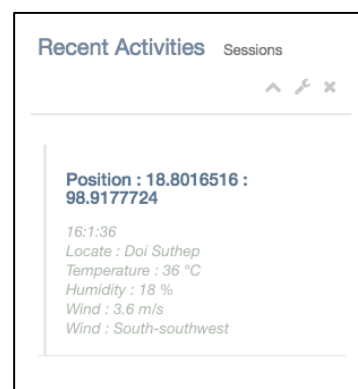 Recent Activities Sessions
Position : 18.8016516 :
98.9177724
16:1:36
Locate : Doi Suthep
Temperature : 36 °C
Humidity : 18 %
Wind : 3.6 m/s
Wind : South-southwest